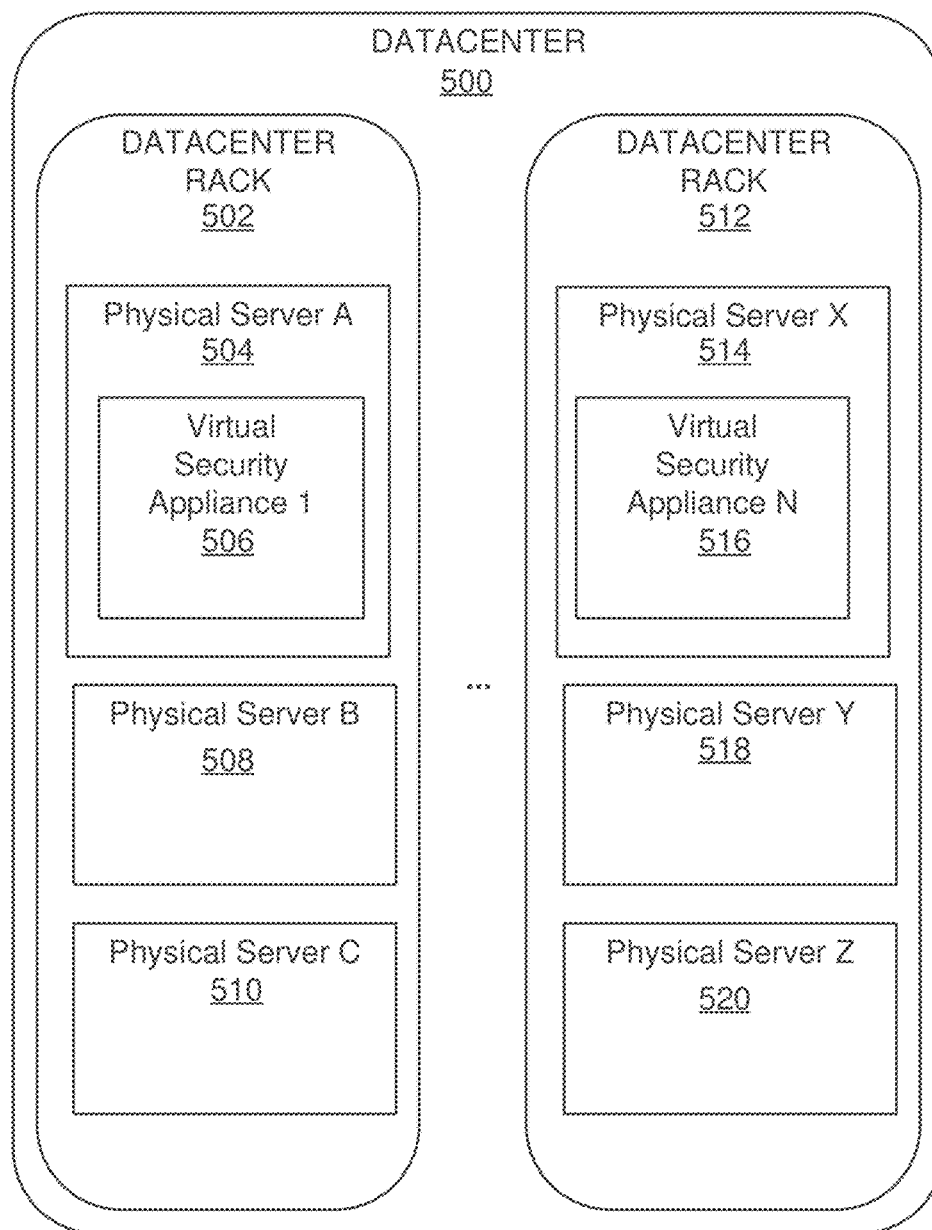 DATACENTER
500
DATACENTER
RACK
502
Physical Server A
504
Virtual
Security
Appliance 1
506
Physical Server B
508
Physical Server C
510
...
DATACENTER
RACK
512
Physical Server X
514
Virtual
Security
Appliance N
516
Physical Server Y
518
Physical Server Z
520